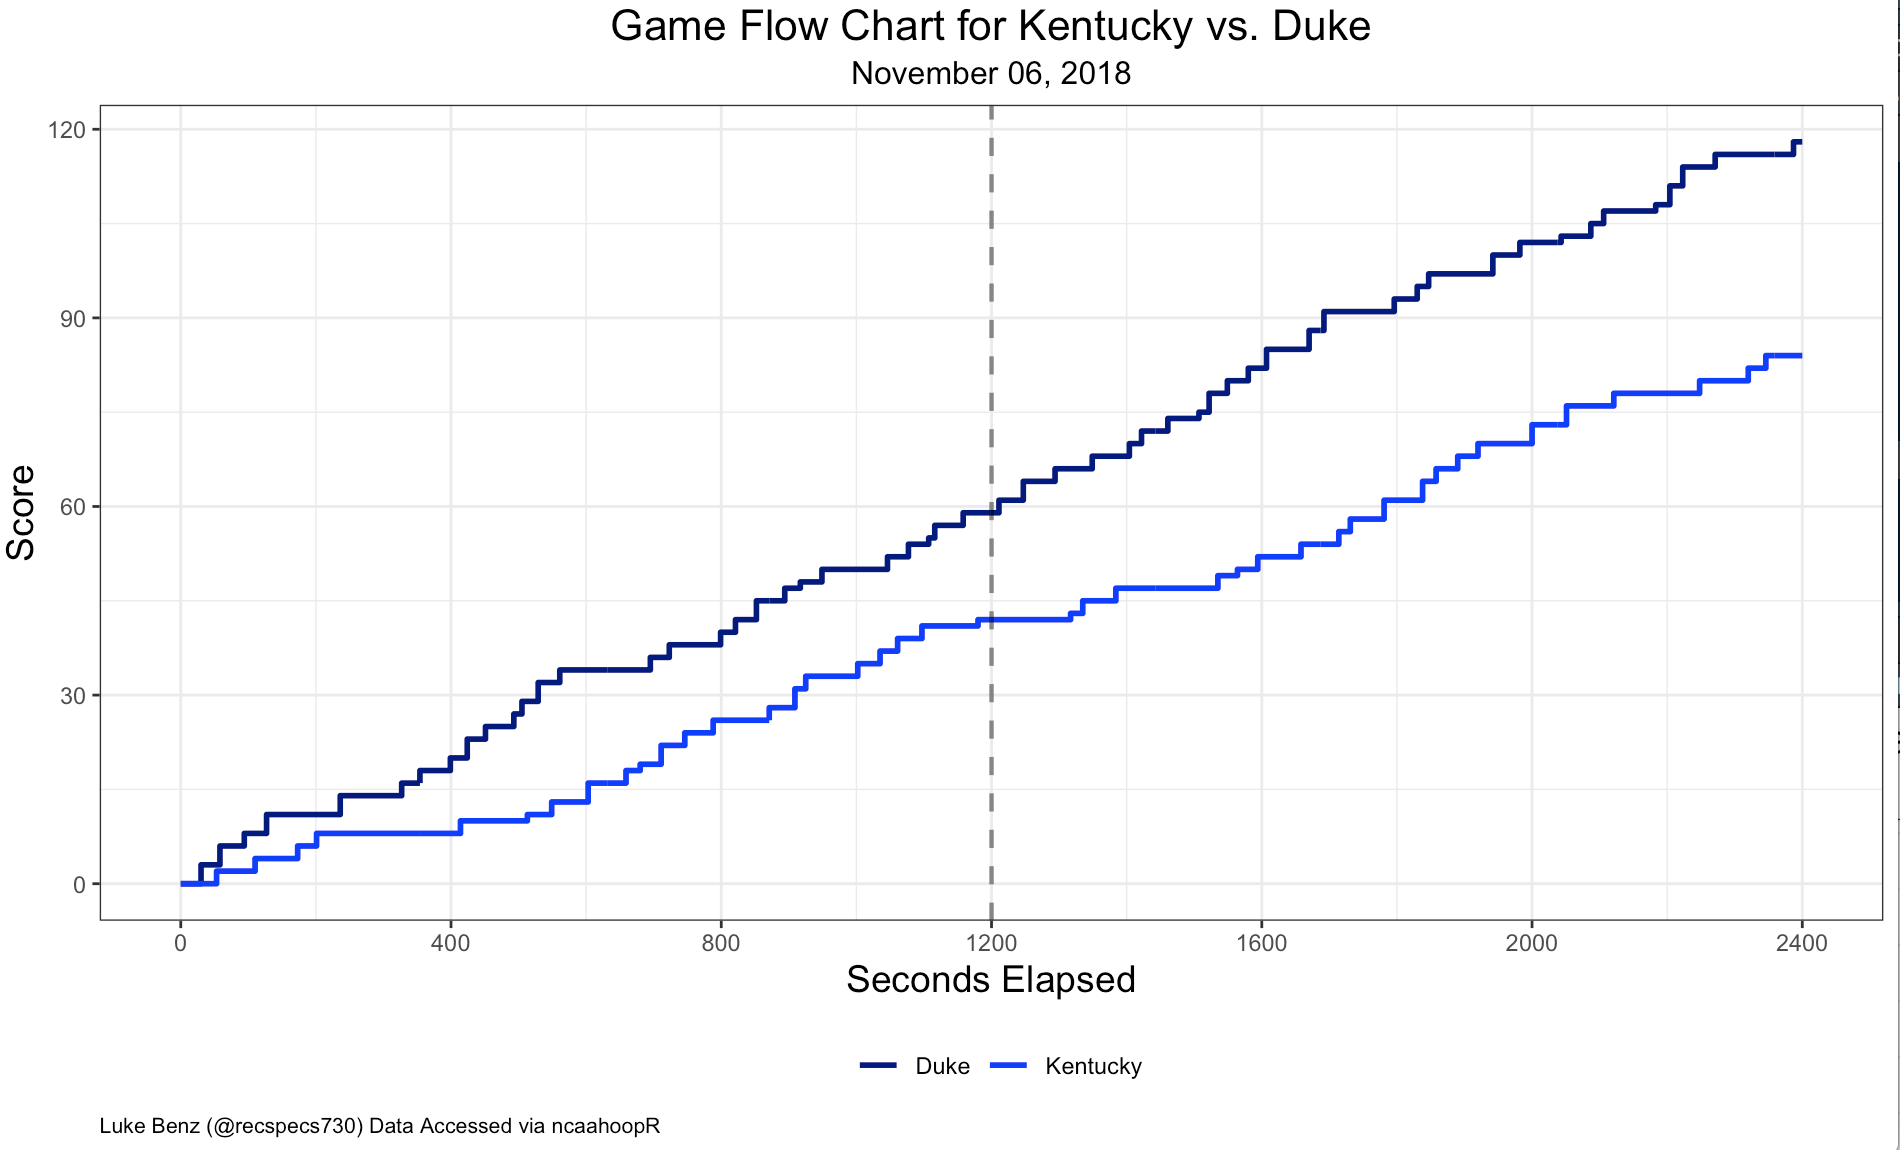 Game Flow Chart for Kentucky vs. Duke
November 06, 2018
120
90
60
30
0
Score
0 400 800 1200 1600 2000 2400
Seconds Elapsed
Duke Kentucky
Luke Benz (@recspecs730) Data Accessed via ncaahoopR